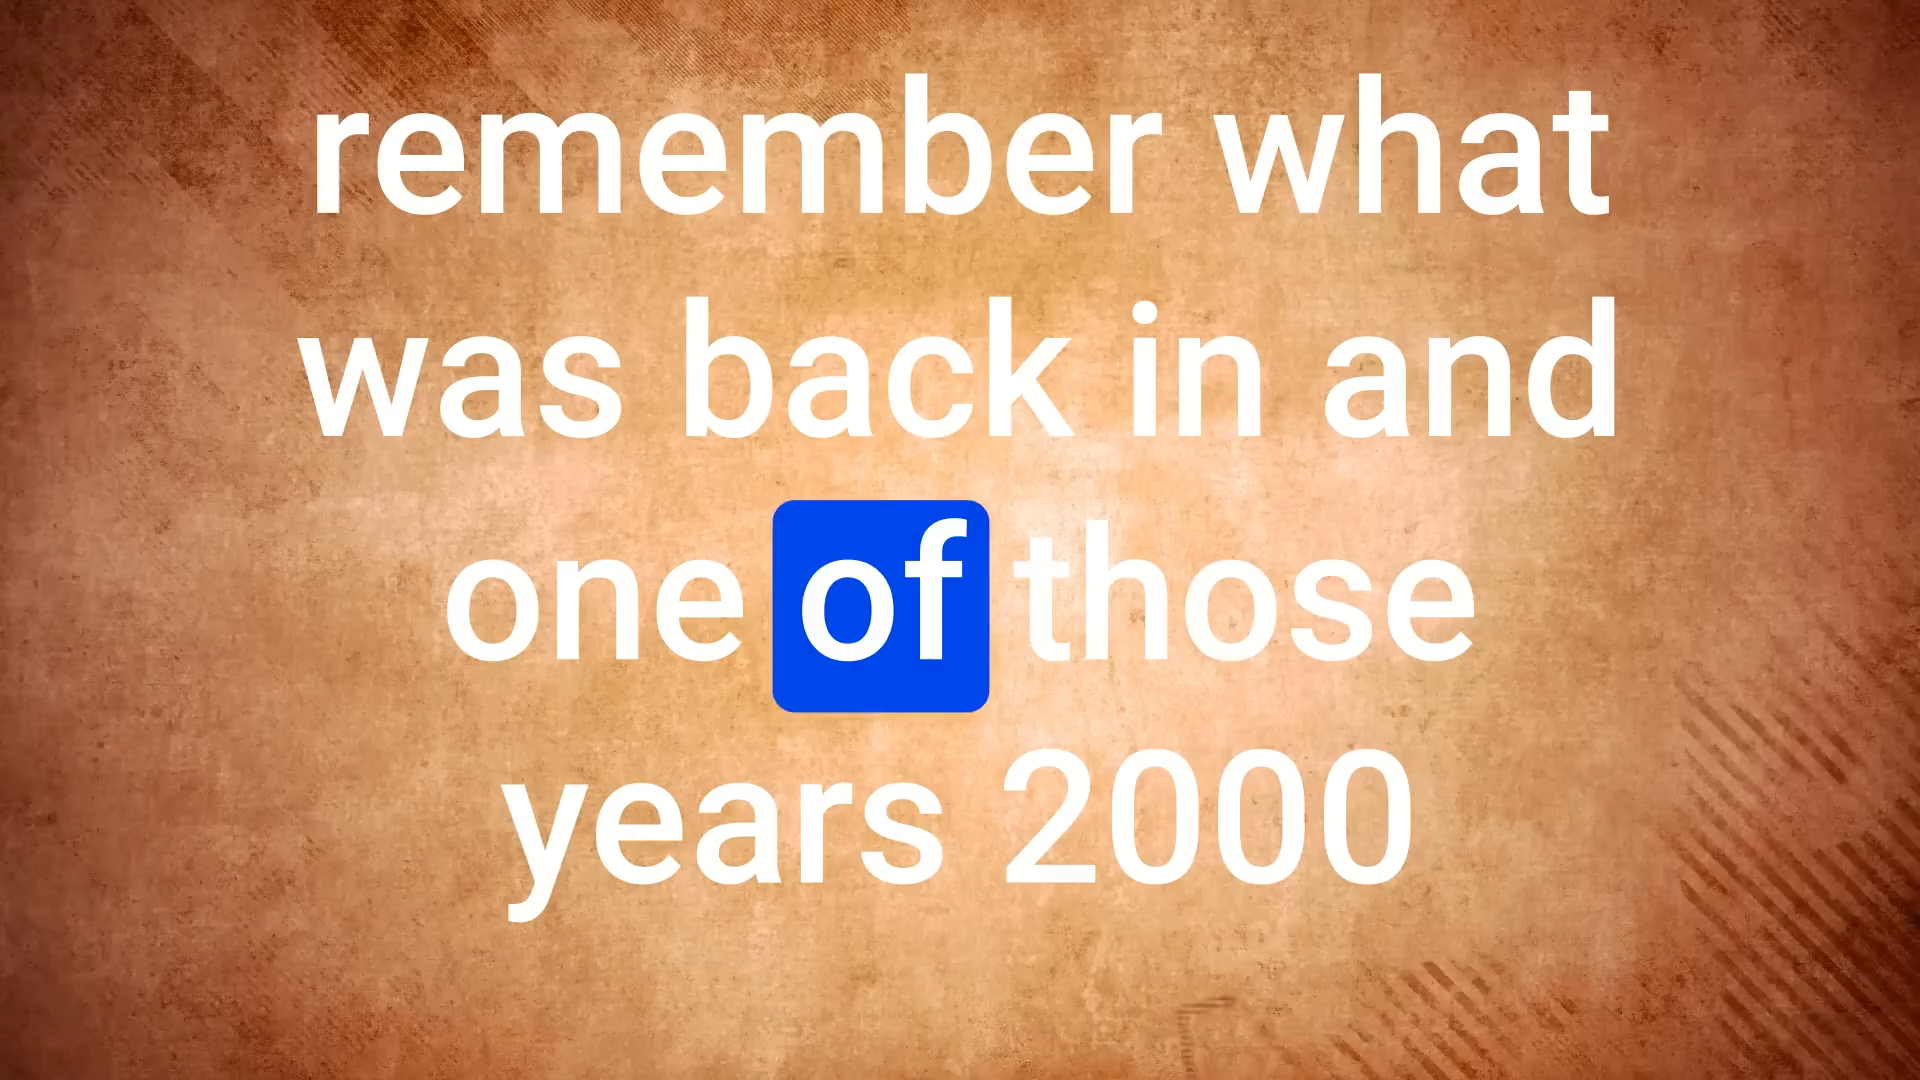 remember what
was back in and
one of those
years 2000